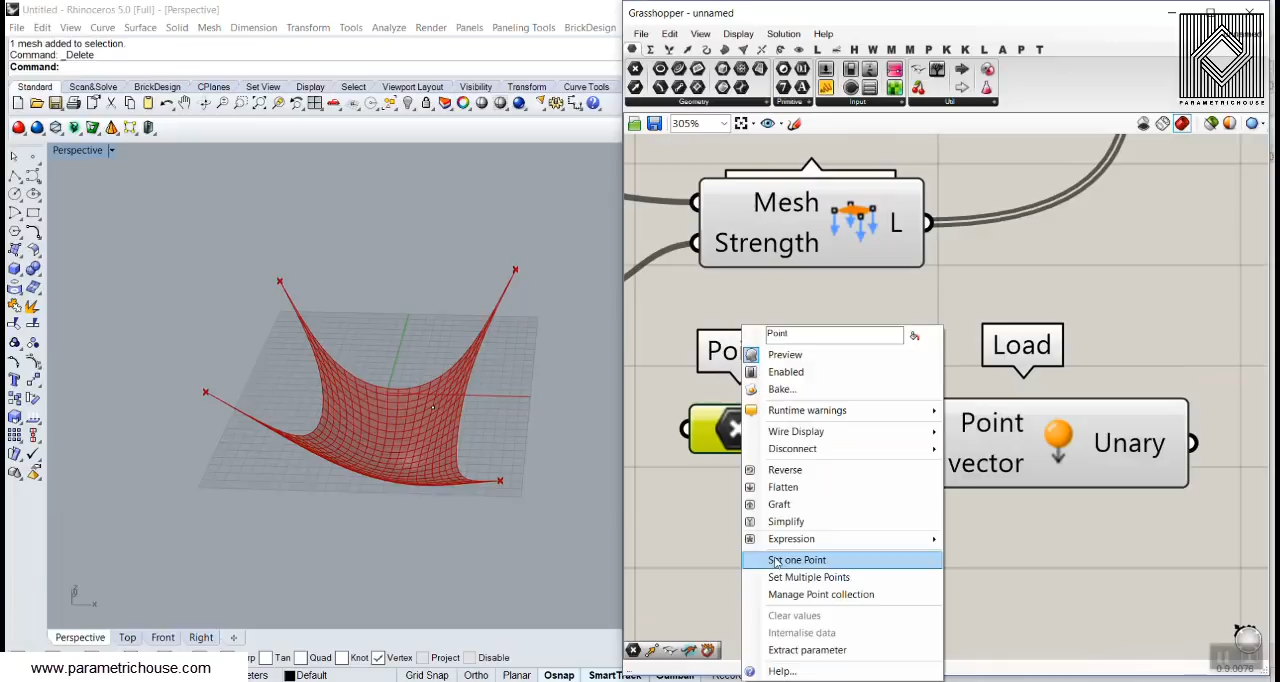 Untitled - Rhinoceros 5.0 [Full] - [Perspective]
File Edit View Curve Surface Solid Mesh Dimension Transform Tools Analyze Render Panels Paneling Tools BrickDesign
1 mesh added to selection.
Command: _Delete
Command:
Standard Scan&Solve BrickDesign CPlanes Set View Display Select Viewport Layout Visibility Transform Curve Tools
Perspective
z
x
Perspective Top Front Right
Tan Quad Knot Vertex Project Disable
www.parametrichouse.com
eters Default Grid Snap Ortho Planar Osnap SmartTrack Gumball
Grasshopper - unnamed
File Edit View Display Solution Help
L H W M M P K K L A P T
Geometry Primitive Input Util
PARAMETRICHOUSE
305%
Mesh
Strength
L
Po
Load
Point
vector
Unary
Point
Preview
Enabled
Bake...
Runtime warnings
Wire Display
Disconnect
Reverse
Flatten
Graft
Simplify
Expression
Set one Point
Set Multiple Points
Manage Point collection
Clear values
Internalise data
Extract parameter
Help...
0.9.0076